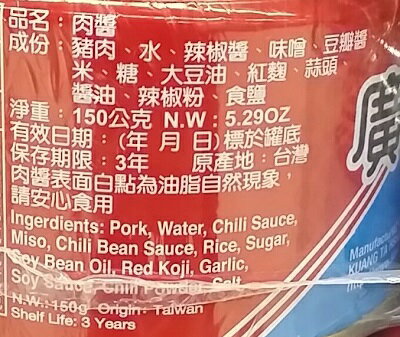 品名：肉醬
成份：豬肉、水、辣椒醬、味噌、豆瓣醬
米、糖、大豆油、紅麴、蒜頭
醬油、辣椒粉、食鹽
淨重：150公克 N.W：5.29OZ
有效日期：(年 月 日)標於罐底
保存期限：3年 原產地：台灣
肉醬表面白點為油脂自然現象，
請安心食用
Ingredients: Pork, Water, Chili Sauce,
Miso, Chili Bean Sauce, Rice, Sugar,
Soy Bean Oil, Red Koji, Garlic,
Soy Sauce, Chili Powder, Salt
N.W.: 150g Origin: Taiwan
Shelf Life: 3 Years
廣
Manufactu
KUANG TA